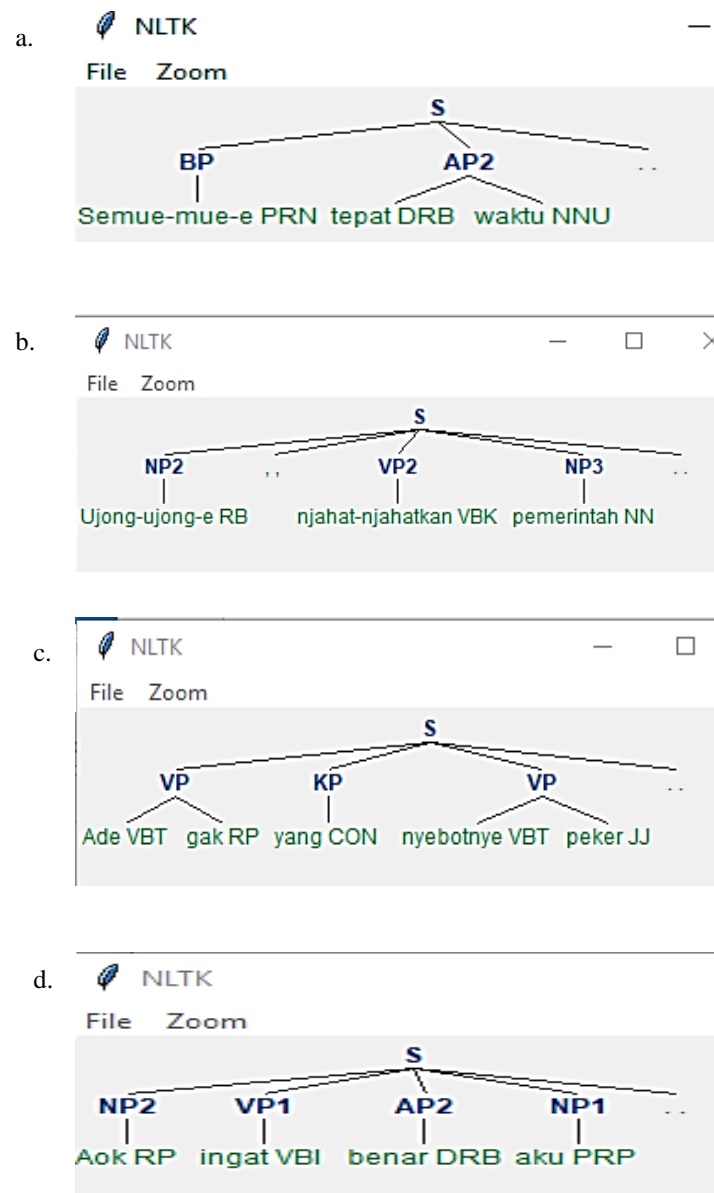 a.
NLTK
File Zoom
S
BP AP2 . .
Semue-mue-e PRN tepat DRB waktu NNU
b.
NLTK
File Zoom
S
NP2 , , VP2 NP3 . .
Ujong-ujong-e RB njahat-njahatkan VBK pemerintah NN
c.
NLTK
File Zoom
S
VP KP VP . .
Ade VBT gak RP yang CON nyebotnye VBT peker JJ
d.
NLTK
File Zoom
S
NP2 VP1 AP2 NP1 . .
Aok RP ingat VBI benar DRB aku PRP